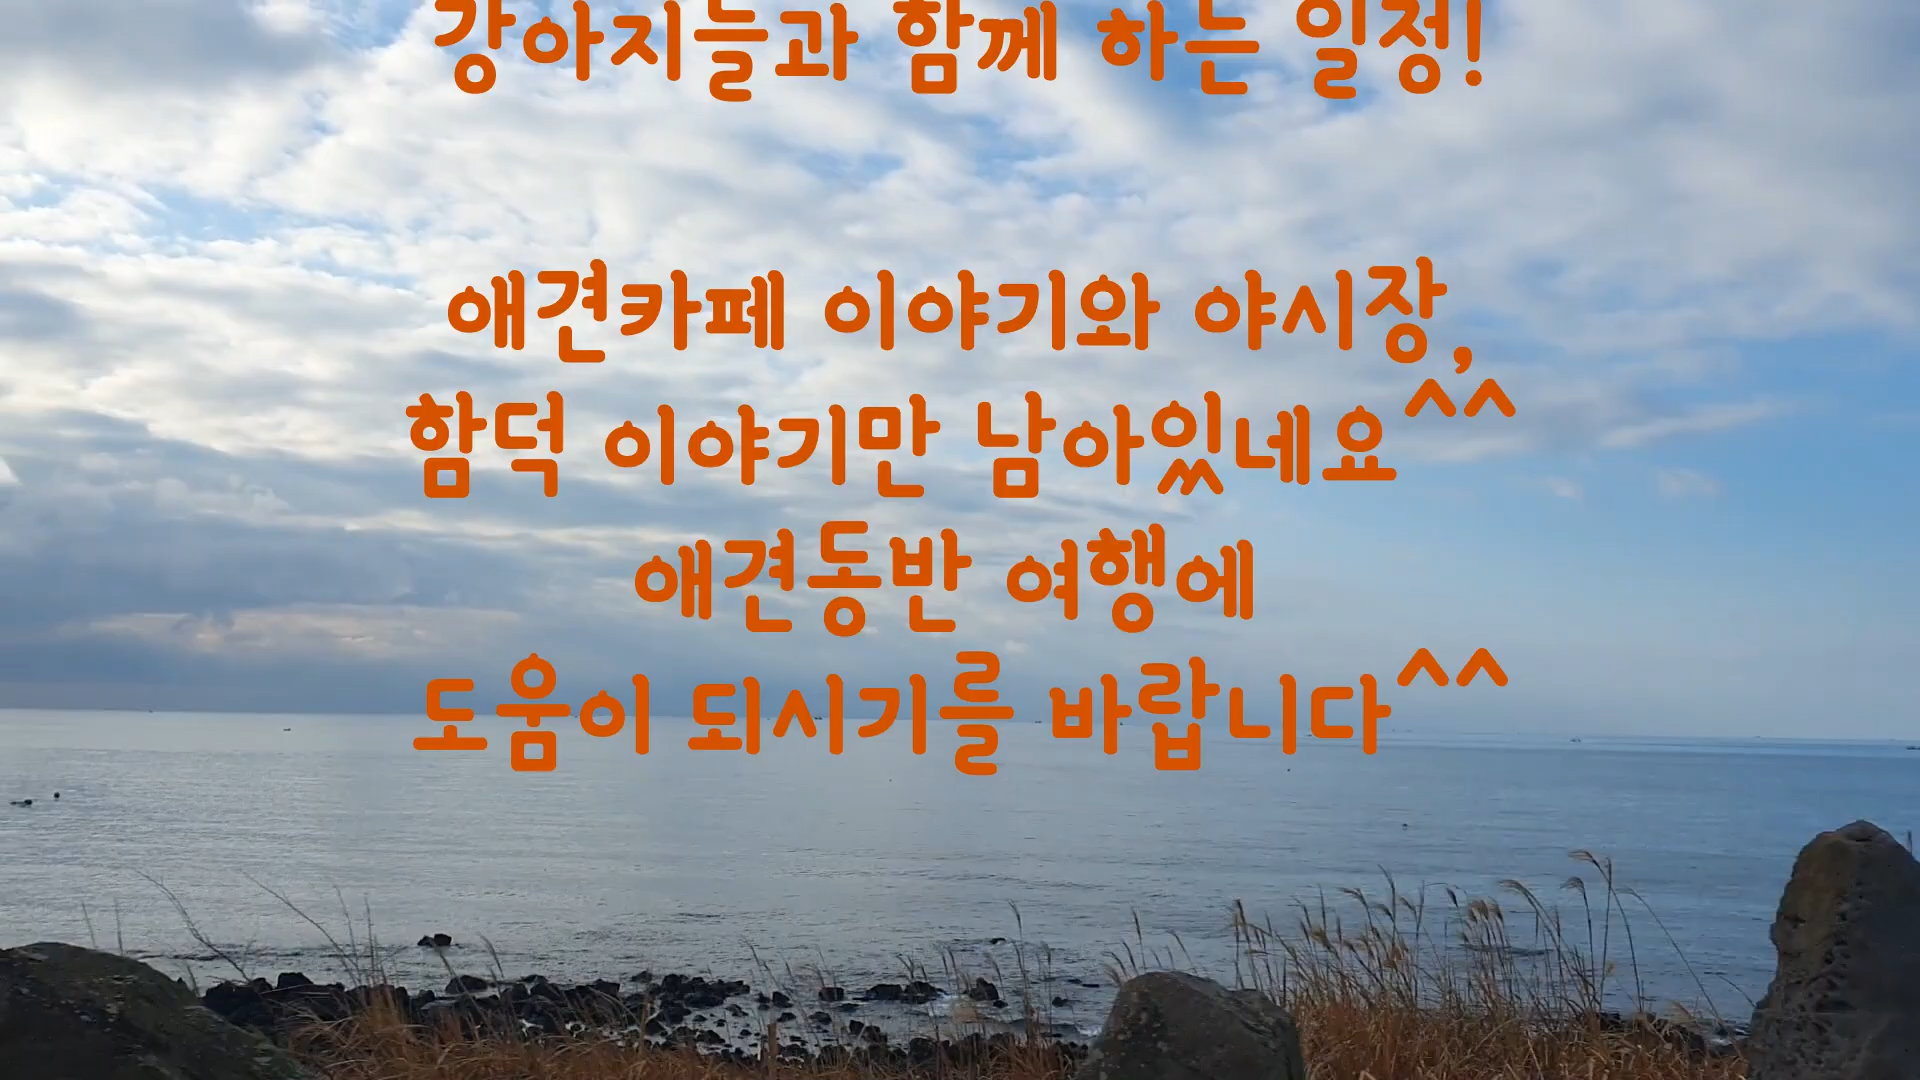 강아지들과 함께 하는 일정!
애견카페 이야기와 야시장,
함덕 이야기만 남아있네요^^
애견동반 여행에
도움이 되시기를 바랍니다^^